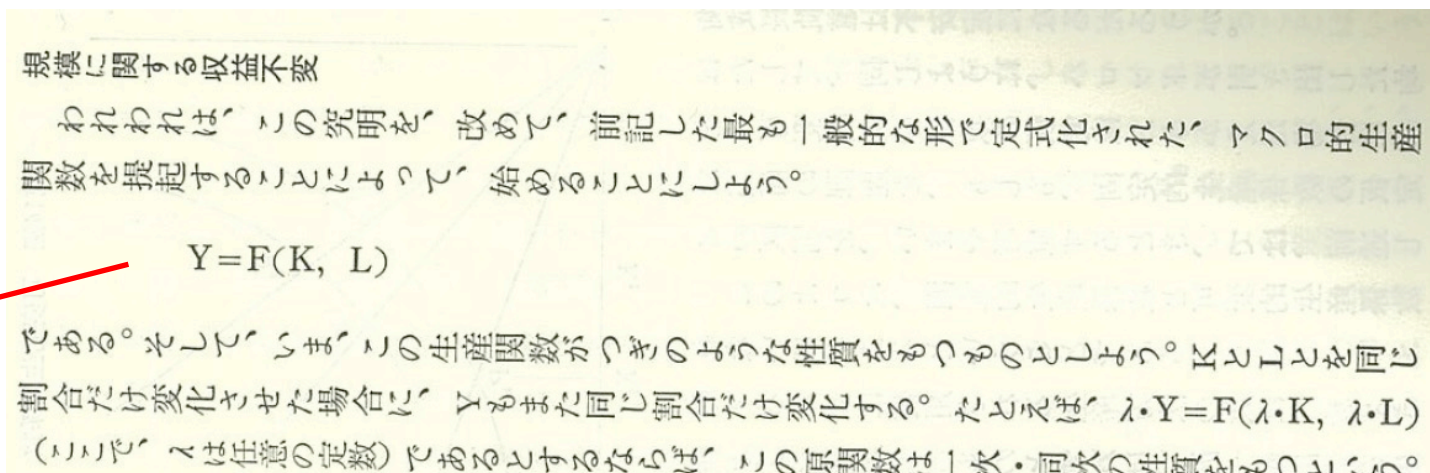 規模に関する収益不変
われわれは、この究明を、改めて、前記した最も一般的な形で定式化された、マクロ的生産
関数を提起することによって、始めることにしよう。
Y=F(K, L)
である。そして、いま、この生産関数がつぎのような性質をもつものとしよう。KとLとを同じ
割合だけ変化させた場合に、Yもまた同じ割合だけ変化する。たとえば、λ・Y=F(λ・K, λ・L)
(ここで、λは任意の定数)であるとするならば、この原関数は一次・同次の性質をもつという。